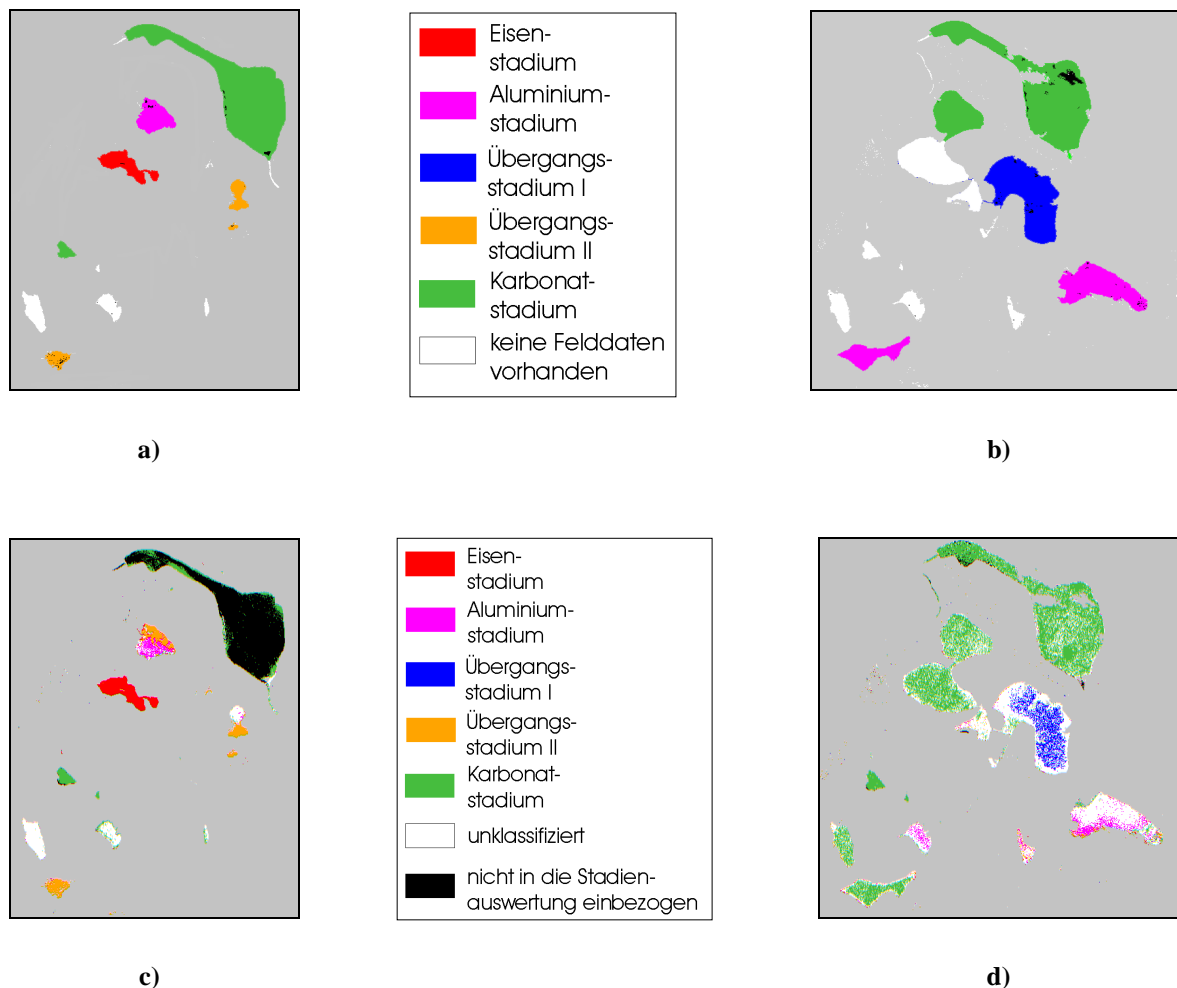 Eisen-
stadium
Aluminium-
stadium
Übergangs-
stadium I
Übergangs-
stadium II
Karbonat-
stadium
keine Felddaten
vorhanden
a)
b)
Eisen-
stadium
Aluminium-
stadium
Übergangs-
stadium I
Übergangs-
stadium II
Karbonat-
stadium
unklassifiziert
nicht in die Stadien-
auswertung einbezogen
c)
d)